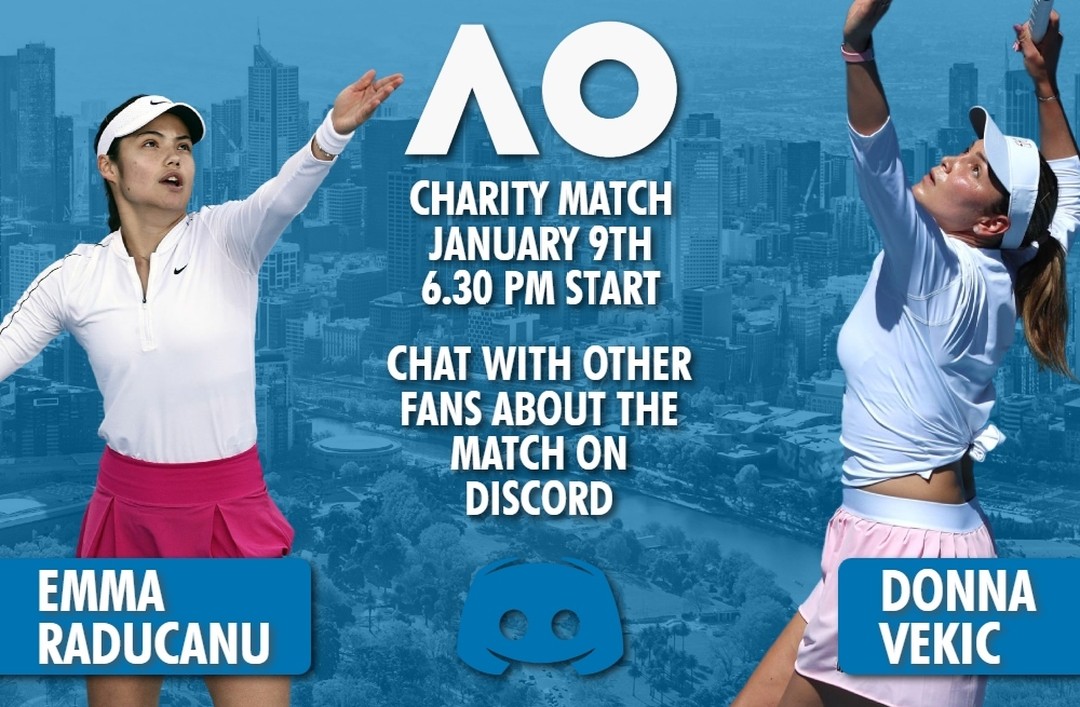 AO
CHARITY MATCH
JANUARY 9TH
6.30 PM START
CHAT WITH OTHER
FANS ABOUT THE
MATCH ON
DISCORD
EMMA
RADUCANU
DONNA
VEKIC